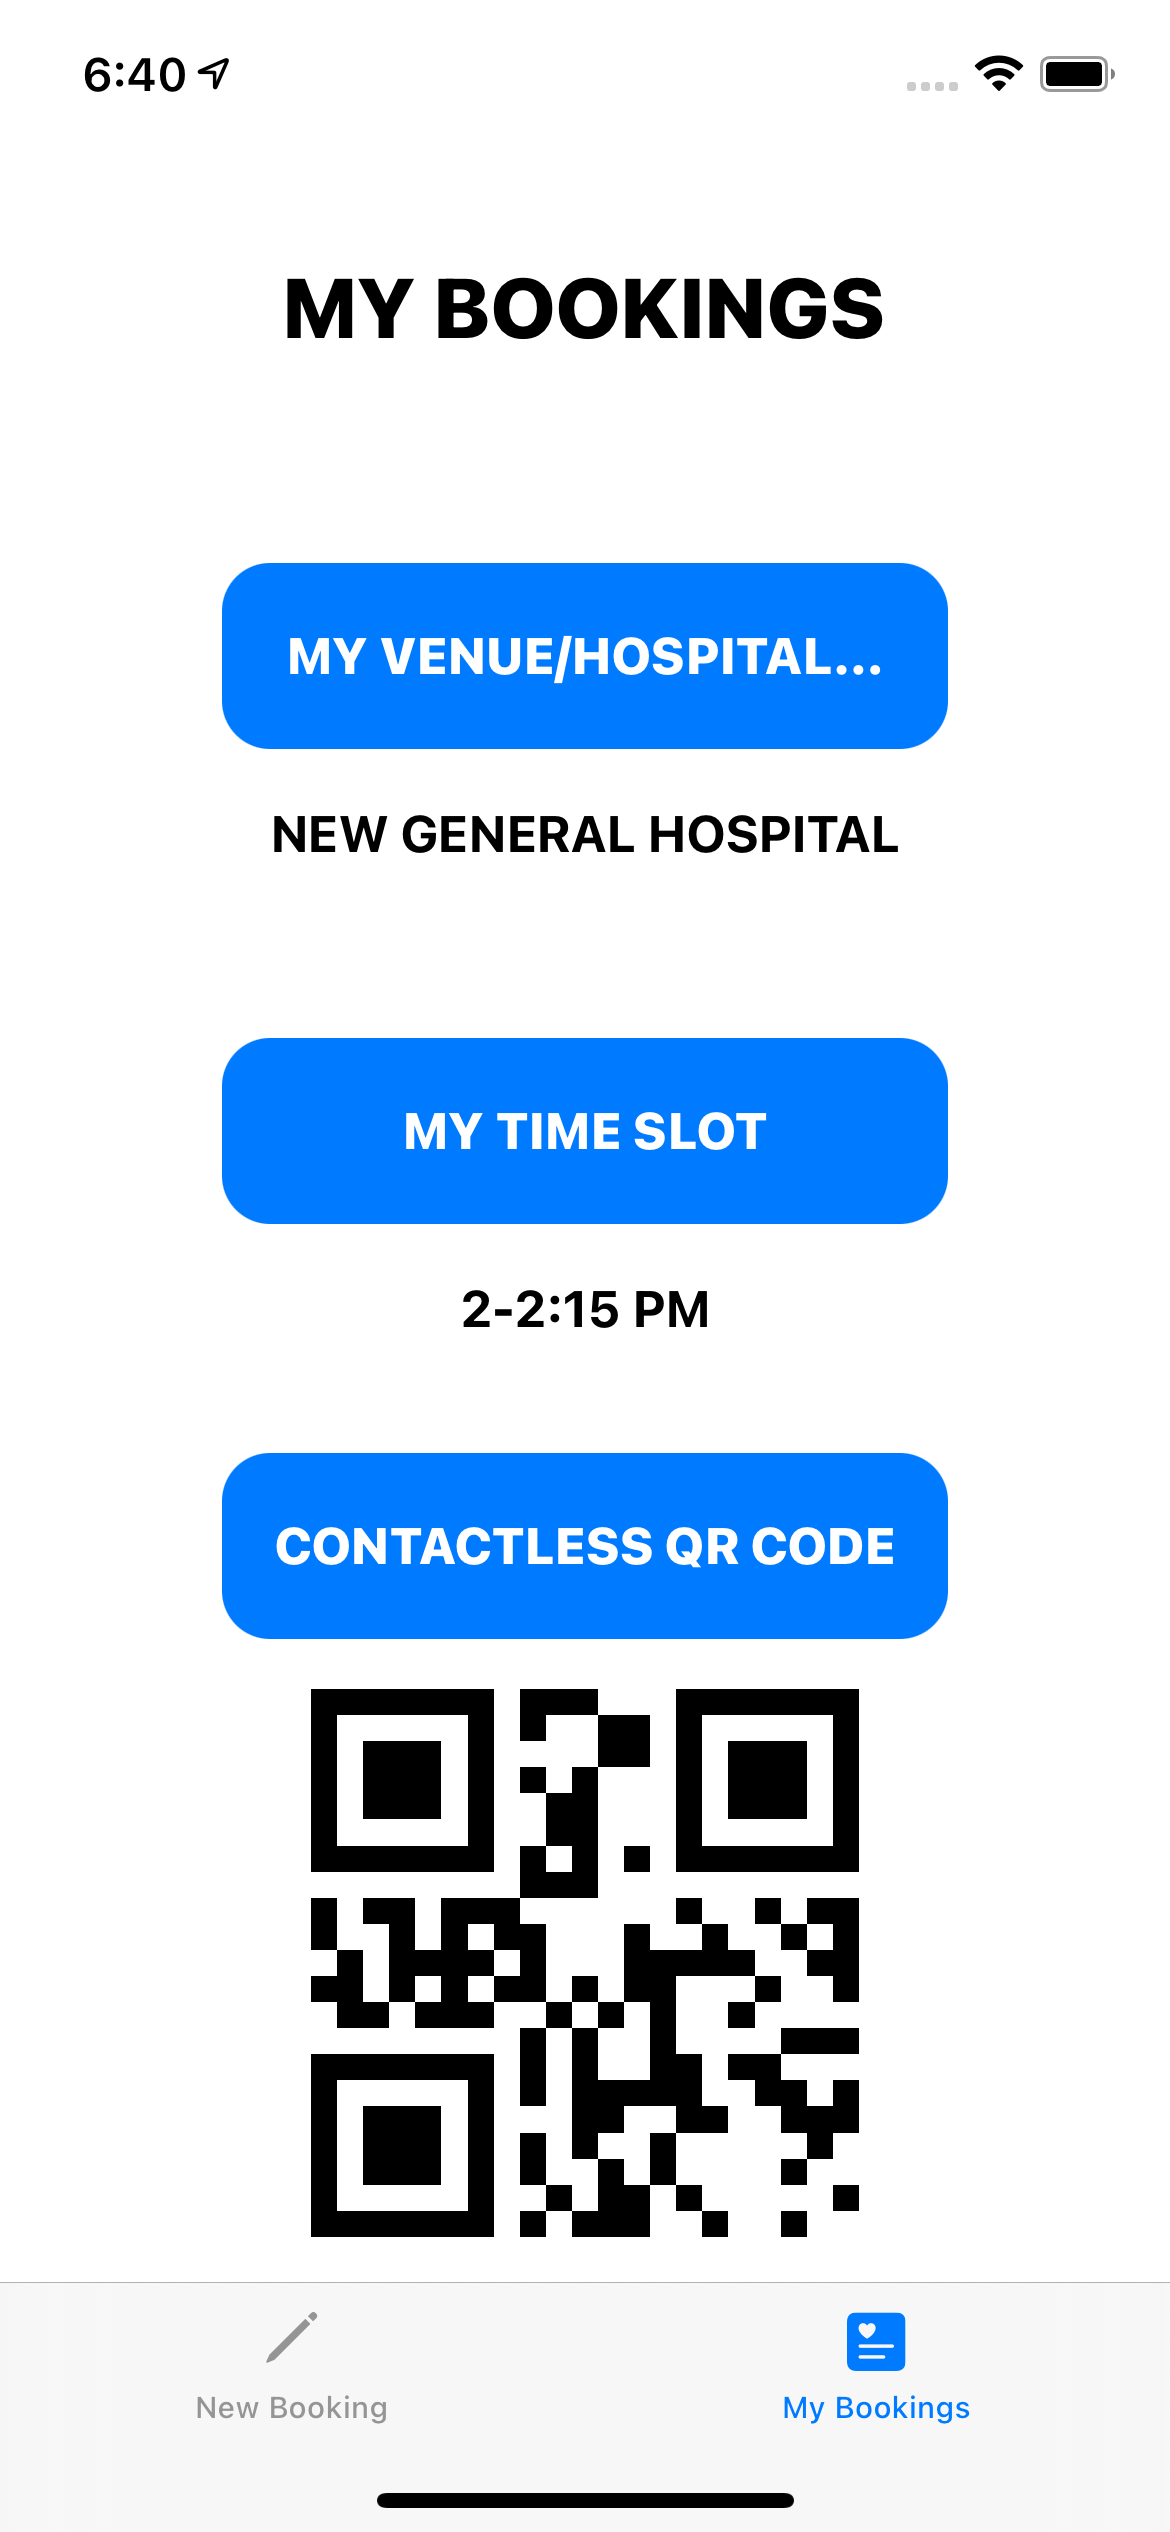 6:40
MY BOOKINGS
MY VENUE/HOSPITAL...
NEW GENERAL HOSPITAL
MY TIME SLOT
2-2:15 PM
CONTACTLESS QR CODE
New Booking
My Bookings